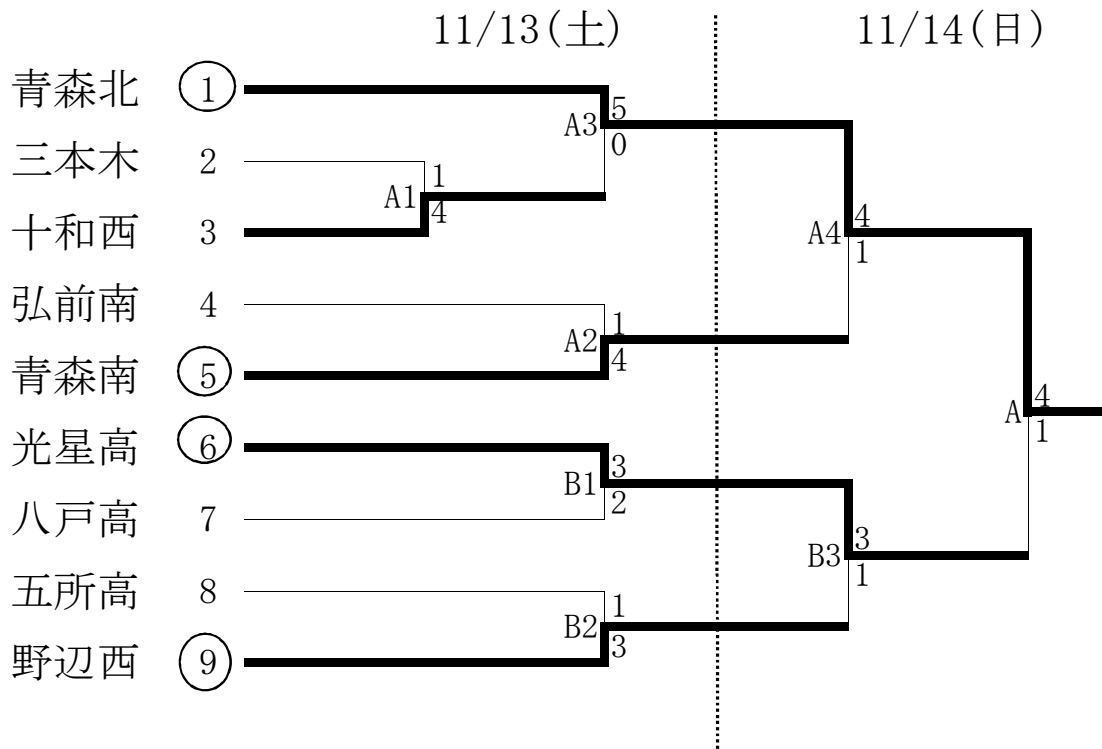 11/13(土) 11/14(日)
青森北 1
5
A3
0
三本木 2
1
A1
4
十和西 3
4
A4
1
弘前南 4
1
A2
4
青森南 5
4
A
1
光星高 6
3
B1
2
八戸高 7
3
B3
1
五所高 8
1
B2
3
野辺西 9